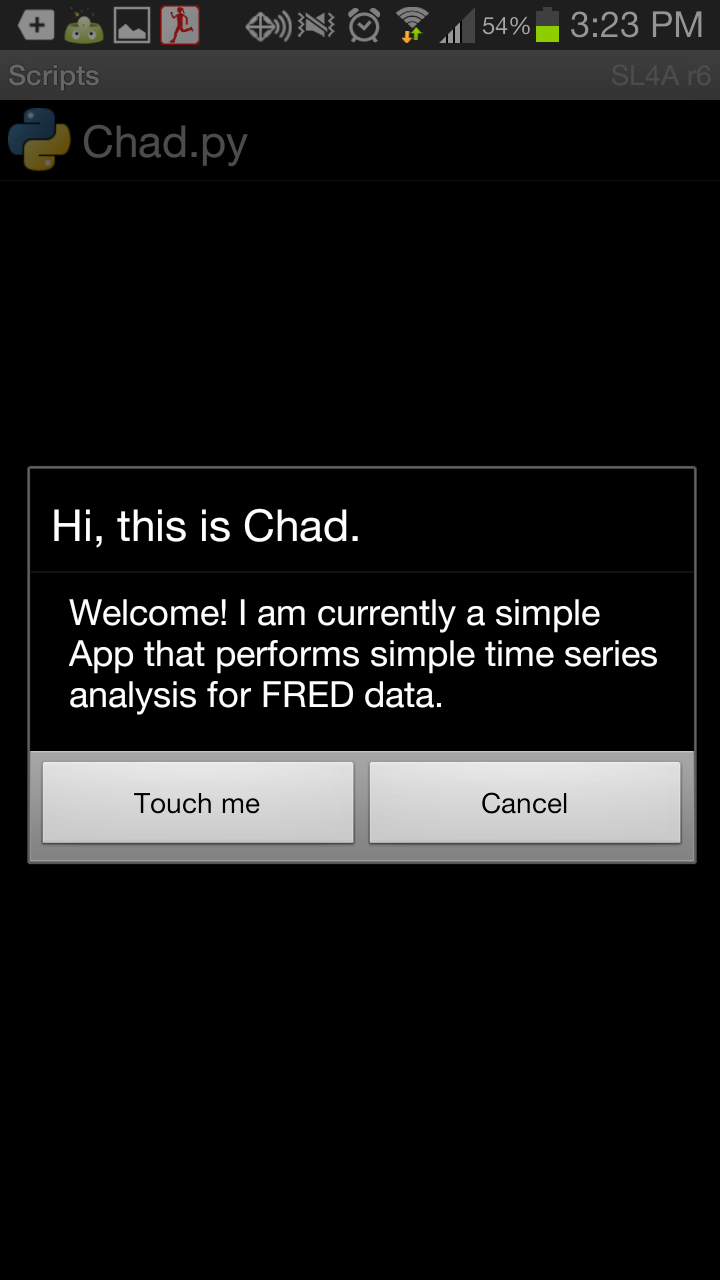 54% 3:23 PM
Scripts SL4A r6
Chad.py
Hi, this is Chad.
Welcome! I am currently a simple
App that performs simple time series
analysis for FRED data.
Touch me Cancel